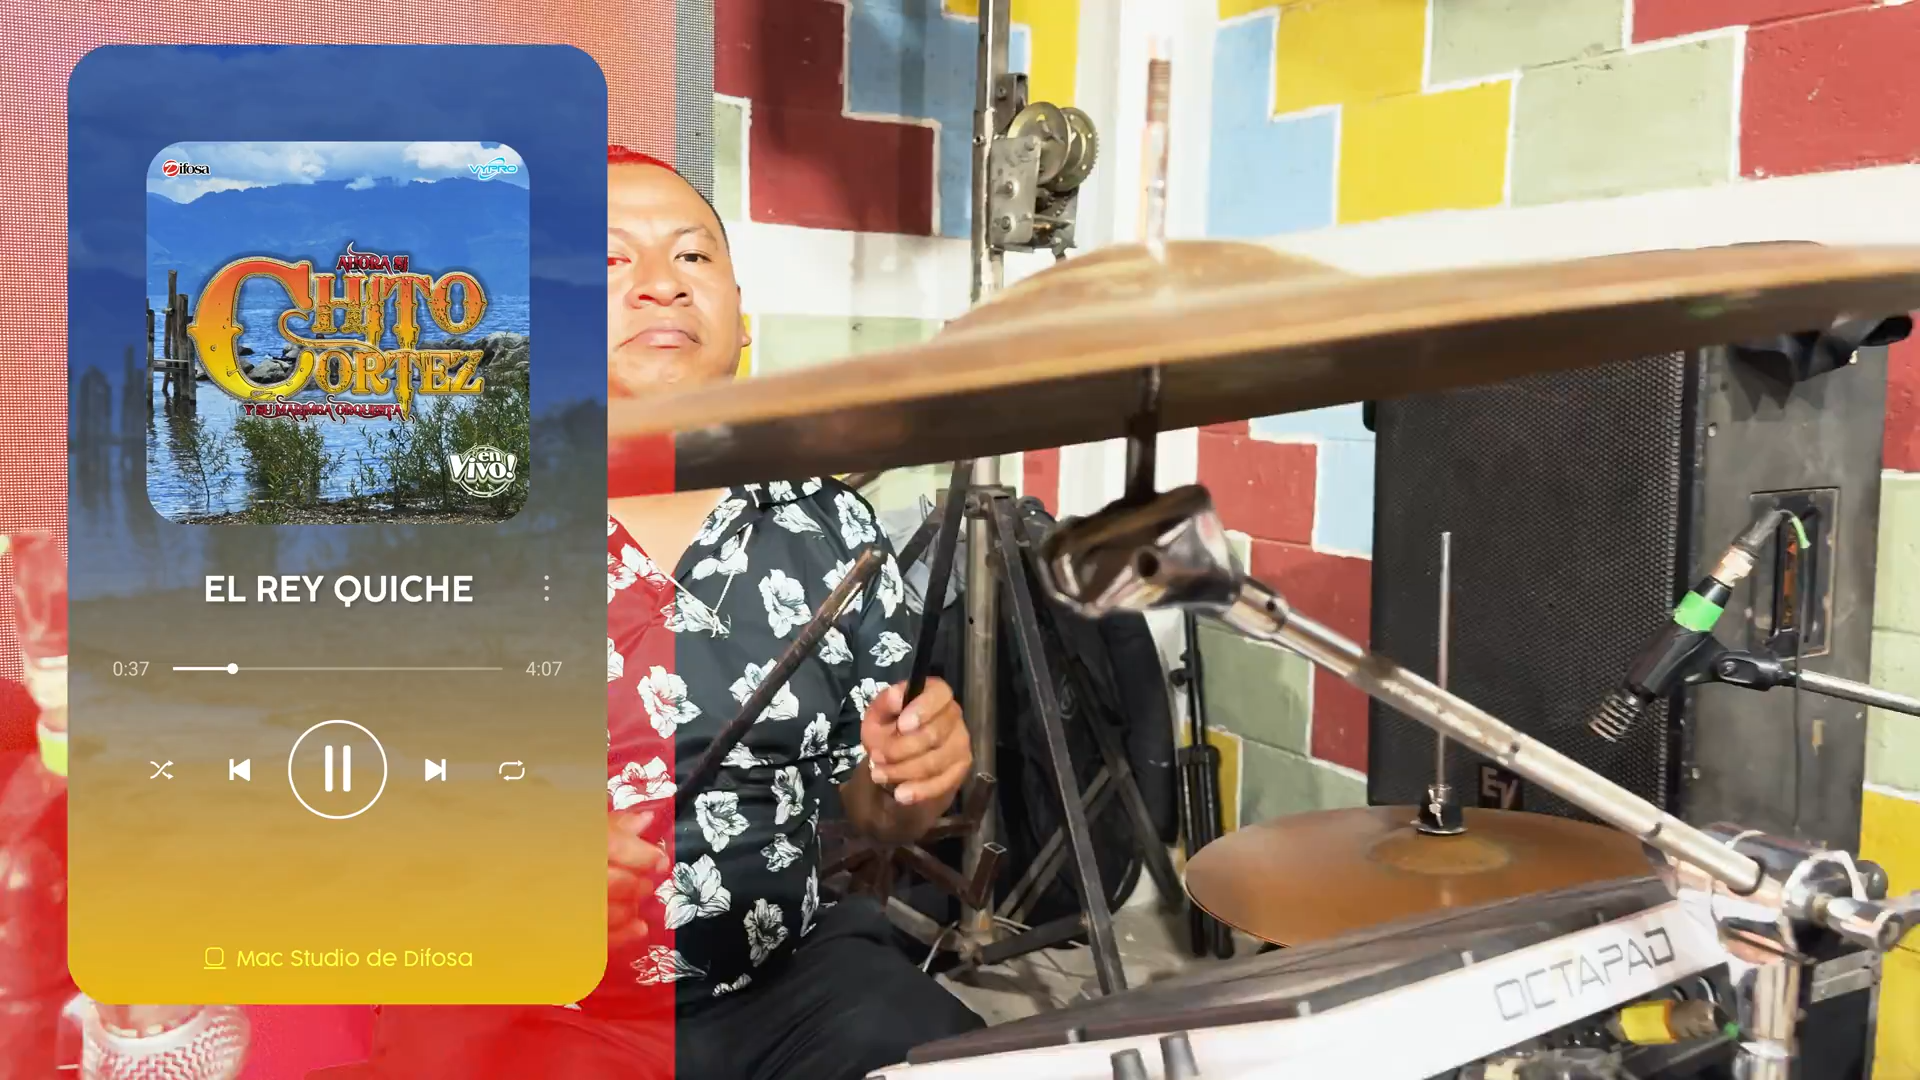 Difosa
VYPRO
AHORA SI
CHITO
CORTEZ
Y SU MARIMBA ORQUESTA
en
Vivo!
EL REY QUICHE
0:37
4:07
Mac Studio de Difosa
EV
OCTAPAD